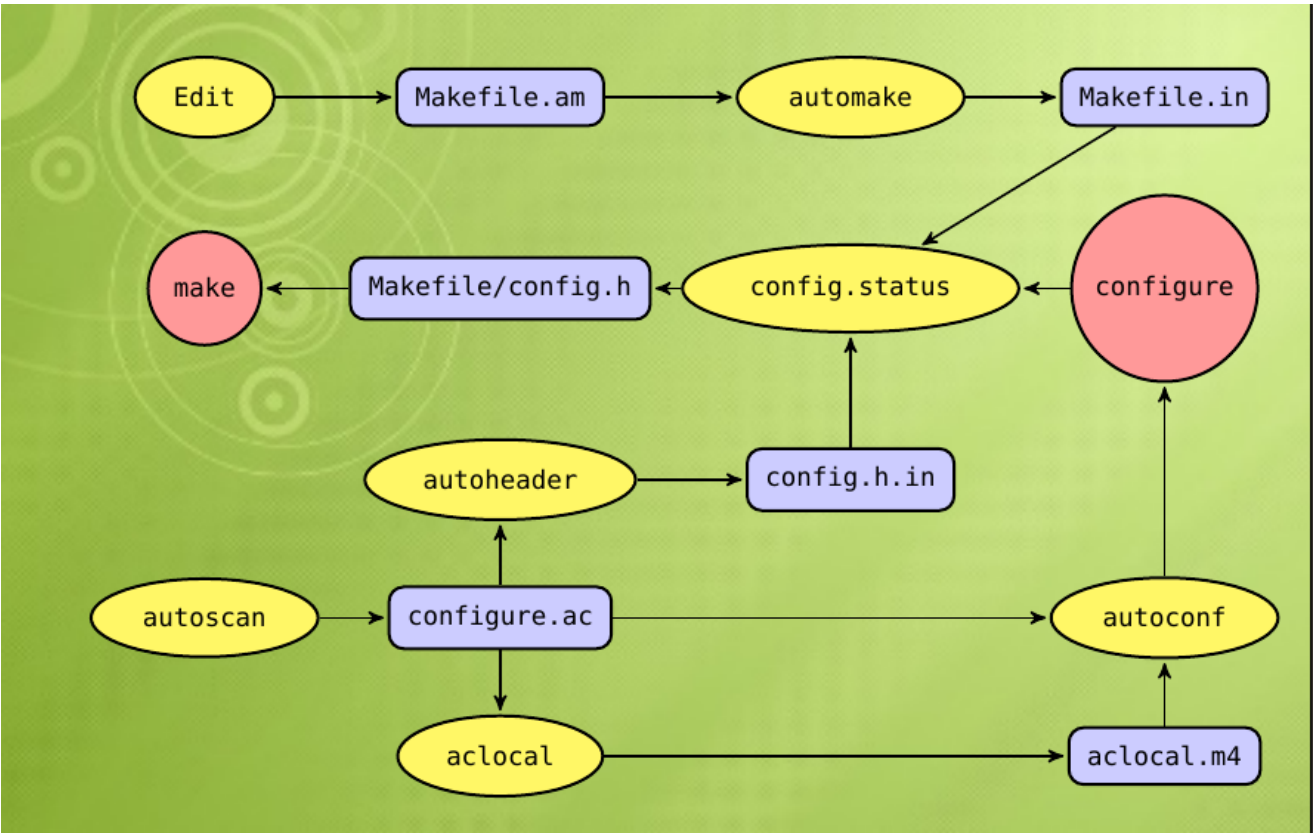 Edit
Makefile.am
automake
Makefile.in
make
Makefile/config.h
config.status
configure
autoheader
config.h.in
autoscan
configure.ac
autoconf
aclocal
aclocal.m4